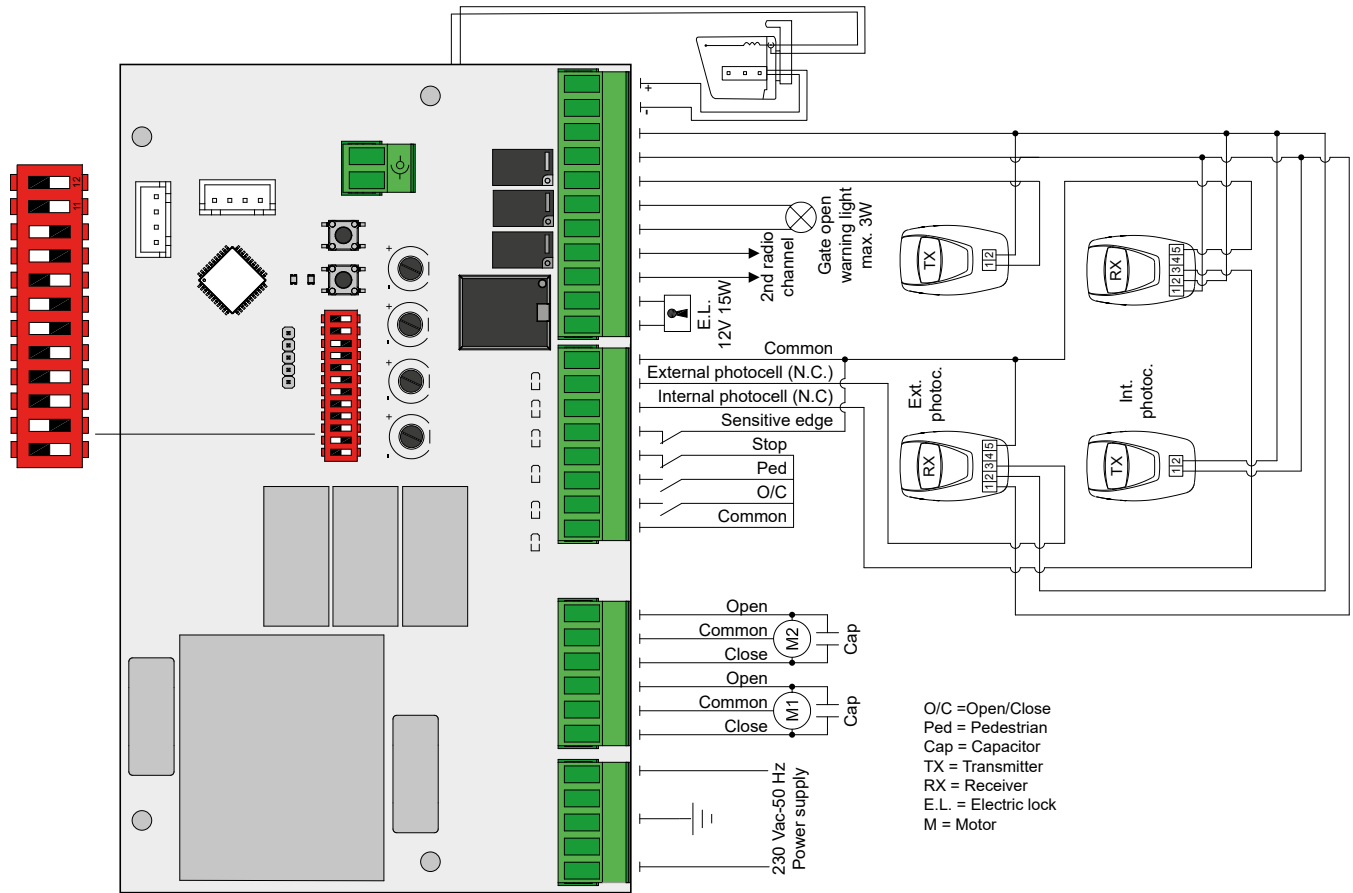 12
11
+
-
+
-
+
-
+
-
+
-
Gate open
warning light
max. 3W
2nd radio
channel
E.L.
12V 15W
Common
External photocell (N.C.)
Internal photocell (N.C)
Sensitive edge
Stop
Ped
O/C
Common
TX
1 2
RX
1 2 3 4 5
Ext.
photoc.
RX
1 2 3 4 5
Int.
photoc.
TX
1 2
Open
Common
Close
M2
Cap
Open
Common
Close
M1
Cap
230 Vac-50 Hz
Power supply
O/C =Open/Close
Ped = Pedestrian
Cap = Capacitor
TX = Transmitter
RX = Receiver
E.L. = Electric lock
M = Motor